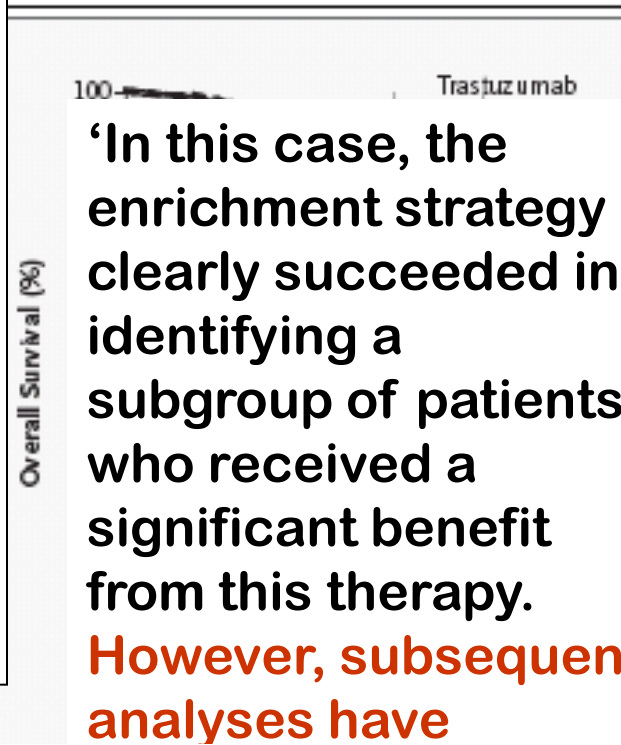 100
Trastuzumab
Overall Survival (%)
‘In this case, the
enrichment strategy
clearly succeeded in
identifying a
subgroup of patients
who received a
significant benefit
from this therapy.
However, subsequen
analyses have